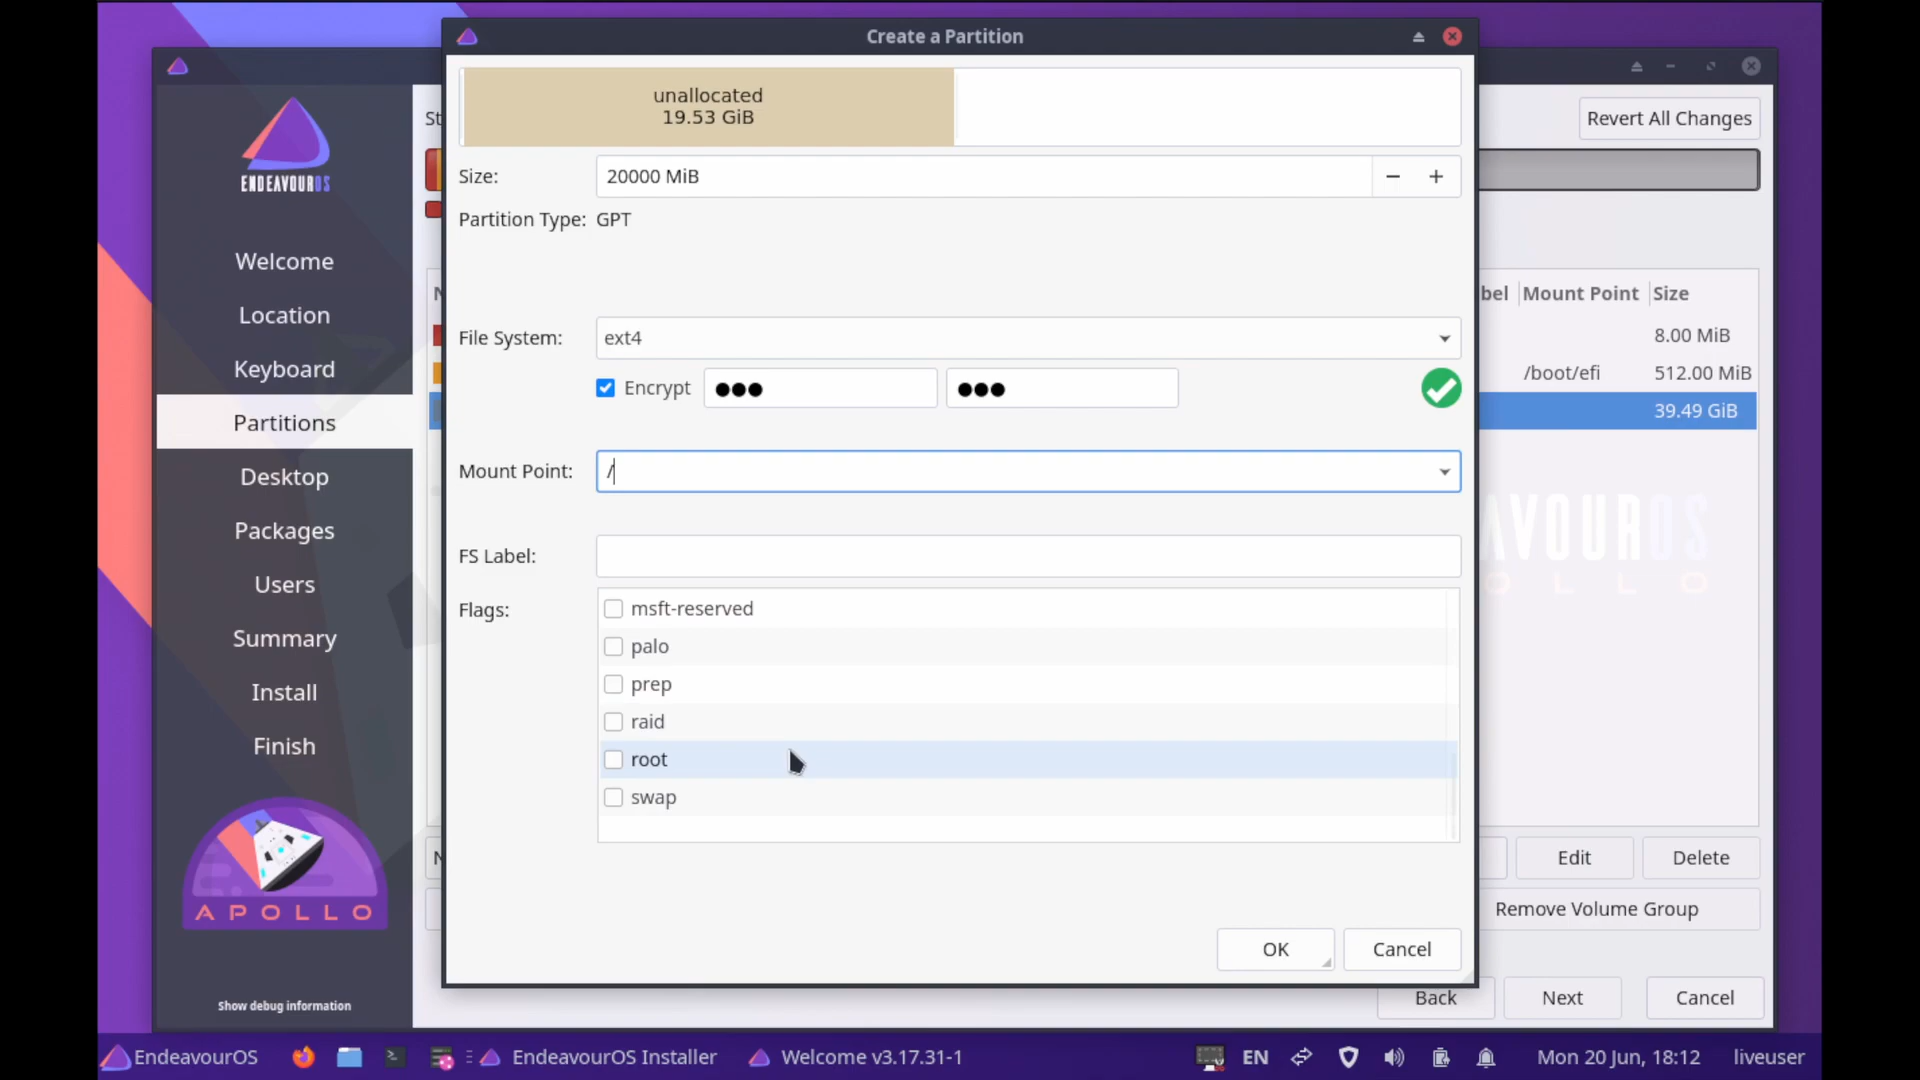 Create a Partition
unallocated
19.53 GiB
Size: 20000 MiB
Partition Type: GPT
File System: ext4
Encrypt ●●● ●●●
Mount Point: /
FS Label:
Flags:
msft-reserved
palo
prep
raid
root
swap
OK Cancel
ENDEAVOUROS
Welcome
Location
Keyboard
Partitions
Desktop
Packages
Users
Summary
Install
Finish
APOLLO
Show debug information
St
Revert All Changes
bel Mount Point Size
8.00 MiB
/boot/efi 512.00 MiB
39.49 GiB
AVOUROS
OLLO
N
Edit Delete
Remove Volume Group
Back Next Cancel
EndeavourOS EndeavourOS Installer Welcome v3.17.31-1 EN Mon 20 Jun, 18:12 liveuser